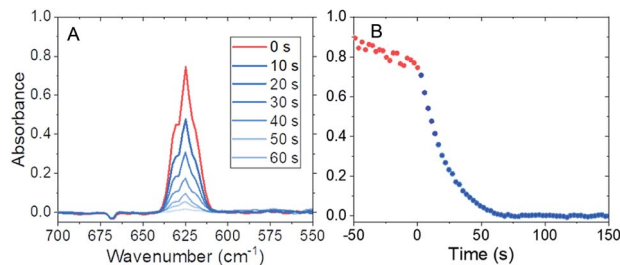 A
B
Absorbance
1.0
0.8
0.6
0.4
0.2
0.0
0 s
10 s
20 s
30 s
40 s
50 s
60 s
700 675 650 625 600 575 550
Wavenumber (cm⁻¹)
1.0
0.8
0.6
0.4
0.2
0.0
-50 0 50 100 150
Time (s)